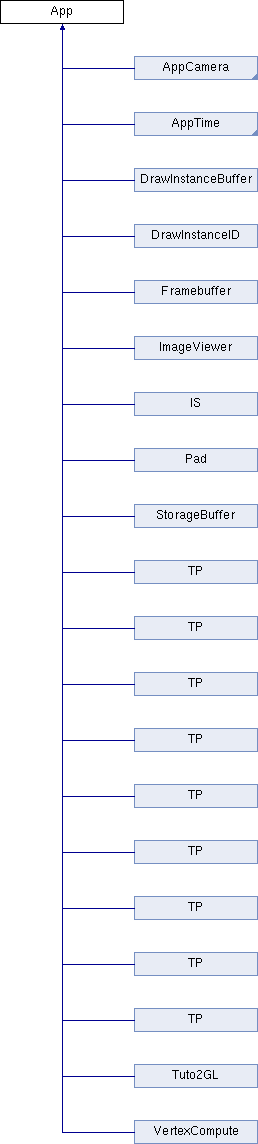 App
AppCamera
AppTime
DrawInstanceBuffer
DrawInstanceID
Framebuffer
ImageViewer
IS
Pad
StorageBuffer
TP
TP
TP
TP
TP
TP
TP
TP
TP
Tuto2GL
VertexCompute